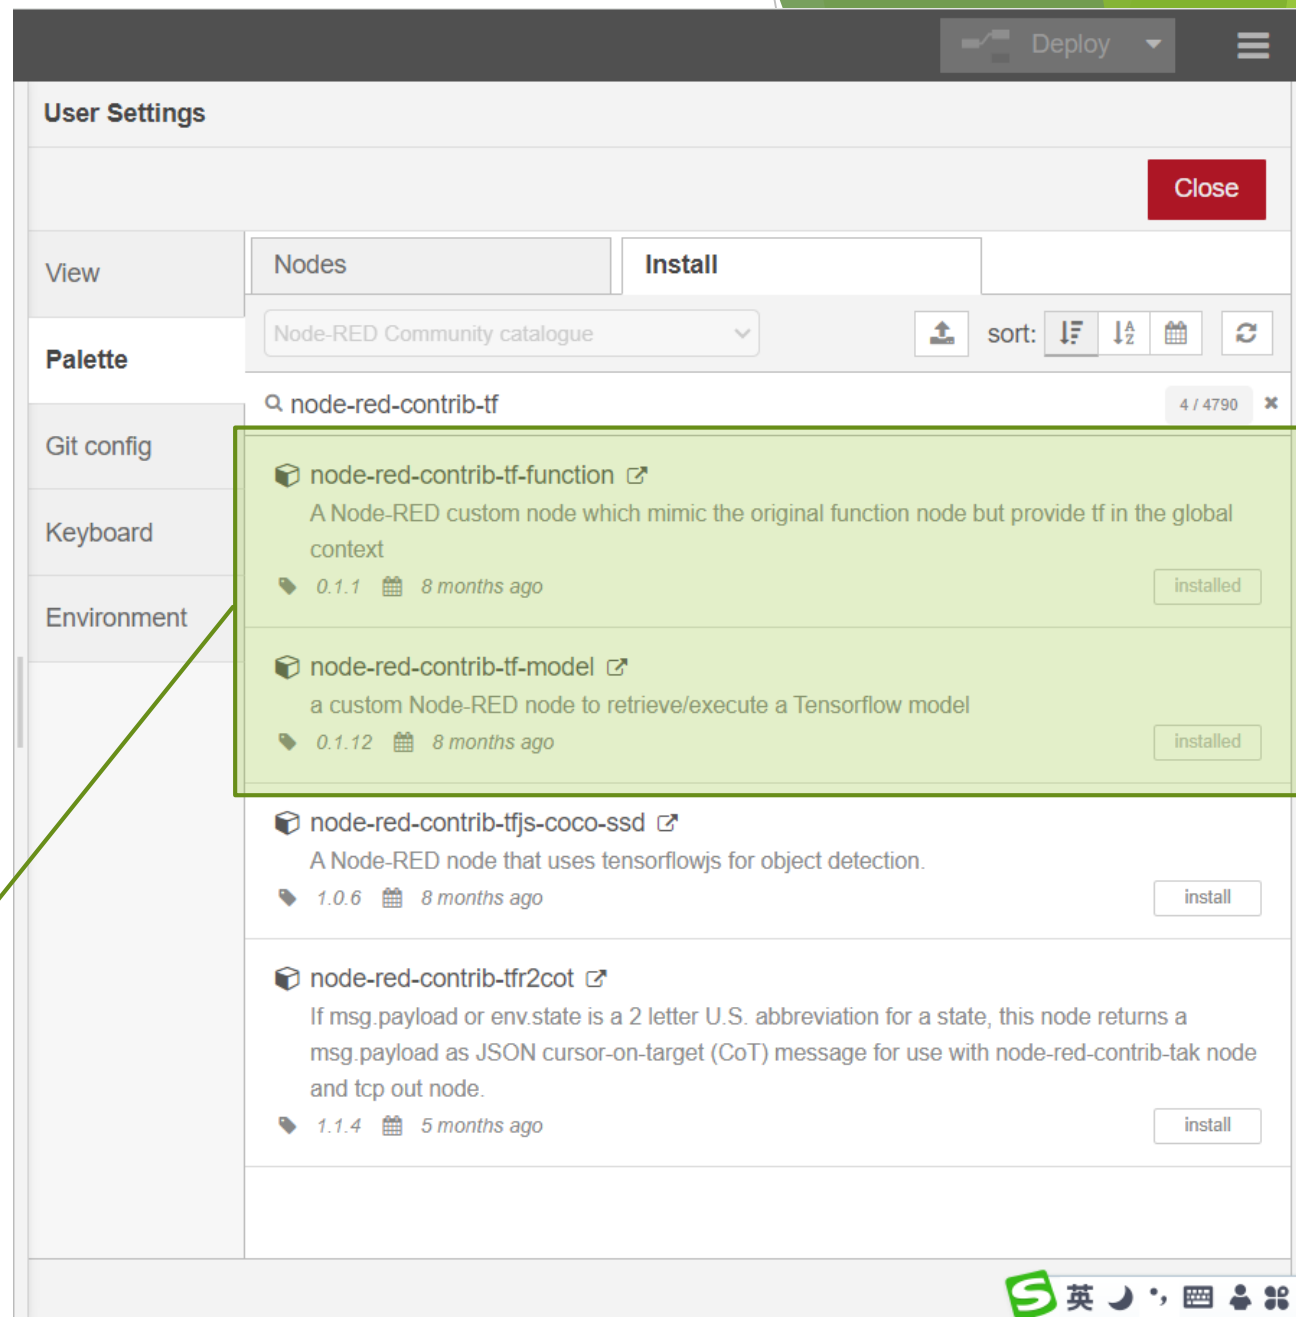 Deploy
User Settings
Close
View
Nodes
Install
Node-RED Community catalogue
sort:
Palette
node-red-contrib-tf
4 / 4790
Git config
node-red-contrib-tf-function
A Node-RED custom node which mimic the original function node but provide tf in the global
context
0.1.1 8 months ago
installed
Keyboard
Environment
node-red-contrib-tf-model
a custom Node-RED node to retrieve/execute a Tensorflow model
0.1.12 8 months ago
installed
node-red-contrib-tfjs-coco-ssd
A Node-RED node that uses tensorflowjs for object detection.
1.0.6 8 months ago
install
node-red-contrib-tfr2cot
If msg.payload or env.state is a 2 letter U.S. abbreviation for a state, this node returns a
msg.payload as JSON cursor-on-target (CoT) message for use with node-red-contrib-tak node
and tcp out node.
1.1.4 5 months ago
install
英